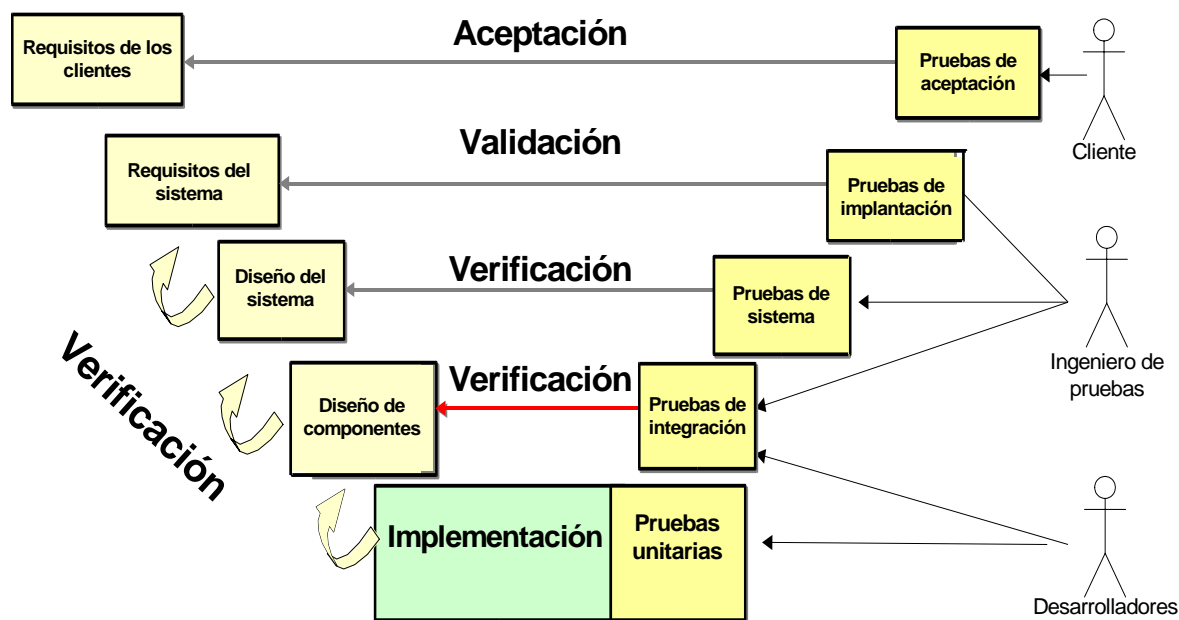 Aceptación
Requisitos de los
clientes
Pruebas de
aceptación
Cliente
Validación
Requisitos del
sistema
Pruebas de
implantación
Verificación
Diseño del
sistema
Pruebas de
sistema
Ingeniero de
pruebas
Verificación
Verificación
Diseño de
componentes
Pruebas de
integración
Implementación
Pruebas
unitarias
Desarrolladores